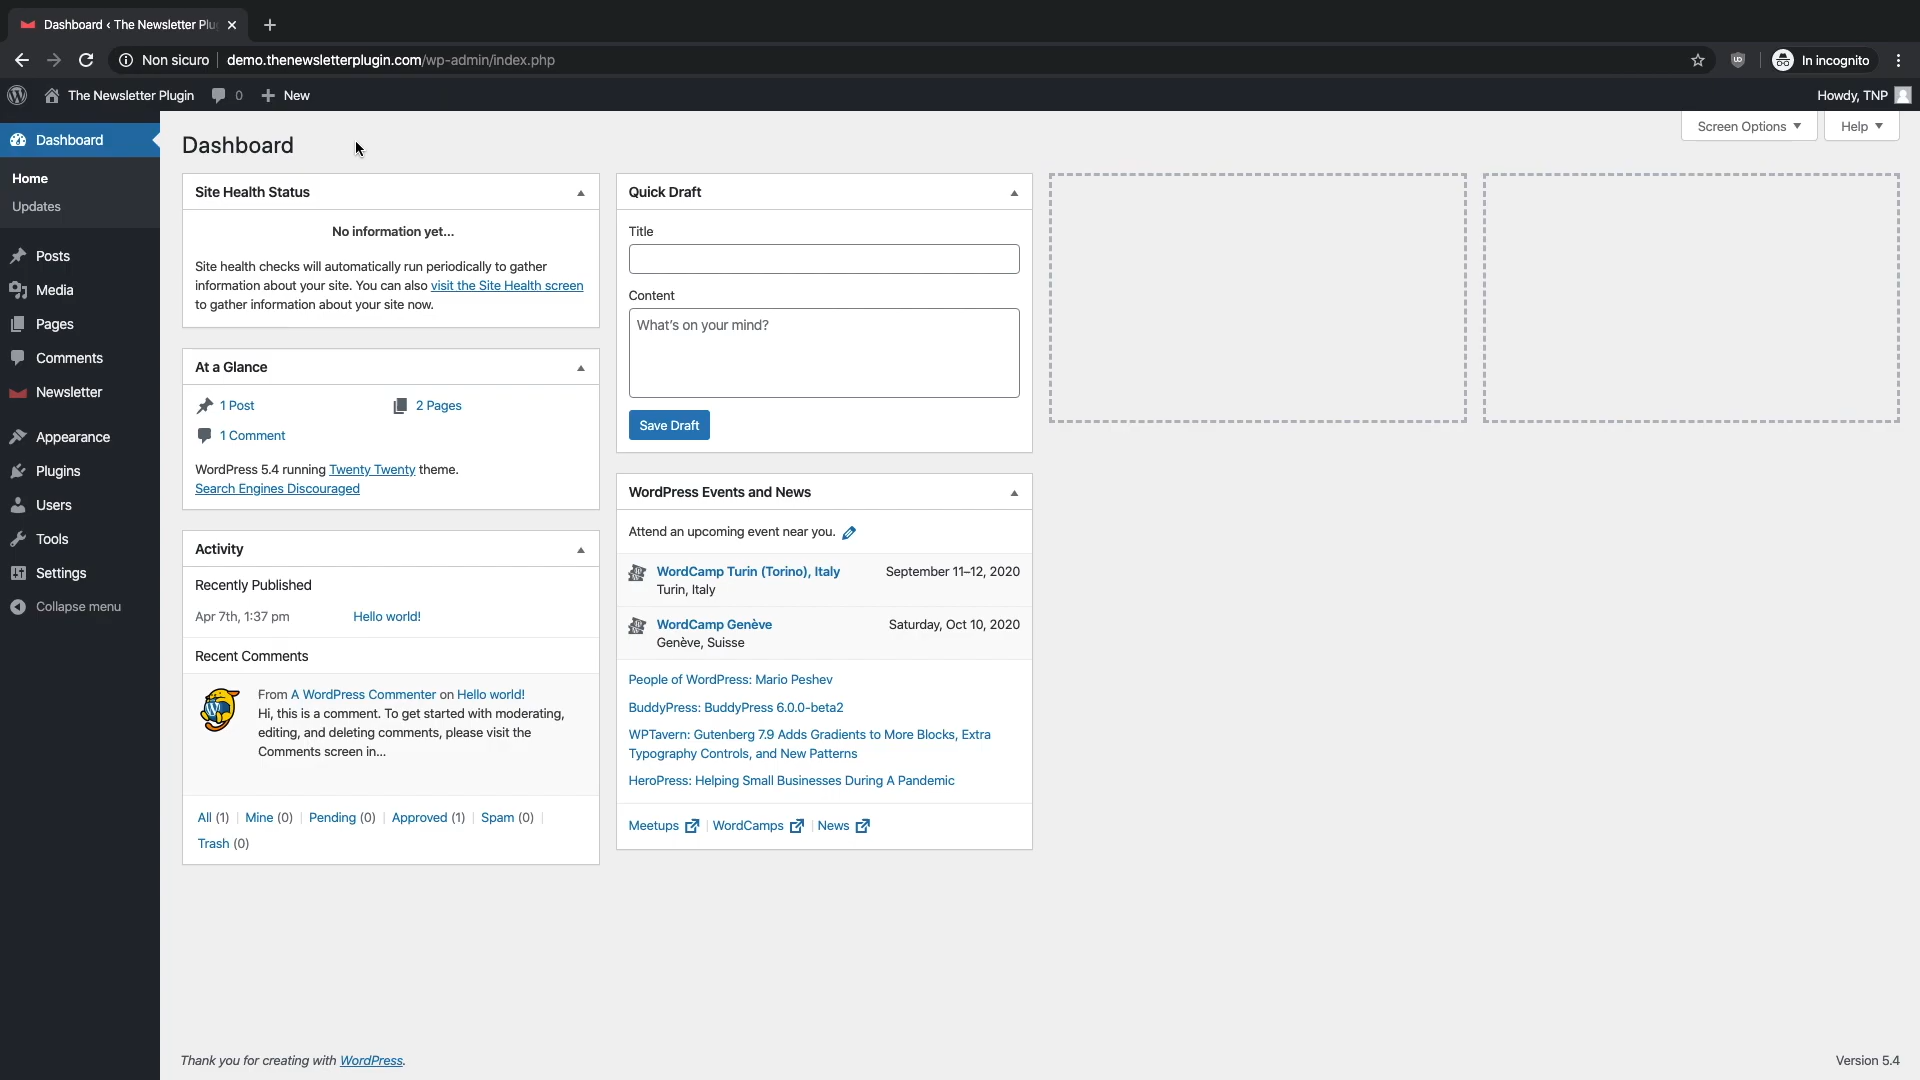 Dashboard ‹ The Newsletter Plu
Non sicuro
demo.thenewsletterplugin.com/wp-admin/index.php
In incognito
The Newsletter Plugin
0
New
Howdy, TNP
Dashboard
Home
Updates
Posts
Media
Pages
Comments
Newsletter
Appearance
Plugins
Users
Tools
Settings
Collapse menu
Dashboard
Screen Options
Help
Site Health Status
No information yet...
Site health checks will automatically run periodically to gather
information about your site. You can also visit the Site Health screen
to gather information about your site now.
At a Glance
1 Post
2 Pages
1 Comment
WordPress 5.4 running Twenty Twenty theme.
Search Engines Discouraged
Activity
Recently Published
Apr 7th, 1:37 pm
Hello world!
Recent Comments
From A WordPress Commenter on Hello world!
Hi, this is a comment. To get started with moderating,
editing, and deleting comments, please visit the
Comments screen in...
All (1) | Mine (0) | Pending (0) | Approved (1) | Spam (0) |
Trash (0)
Quick Draft
Title
Content
What's on your mind?
Save Draft
WordPress Events and News
Attend an upcoming event near you.
WordCamp Turin (Torino), Italy
September 11–12, 2020
Turin, Italy
WordCamp Genève
Saturday, Oct 10, 2020
Genève, Suisse
People of WordPress: Mario Peshev
BuddyPress: BuddyPress 6.0.0-beta2
WPTavern: Gutenberg 7.9 Adds Gradients to More Blocks, Extra
Typography Controls, and New Patterns
HeroPress: Helping Small Businesses During A Pandemic
Meetups | WordCamps | News
Thank you for creating with WordPress.
Version 5.4